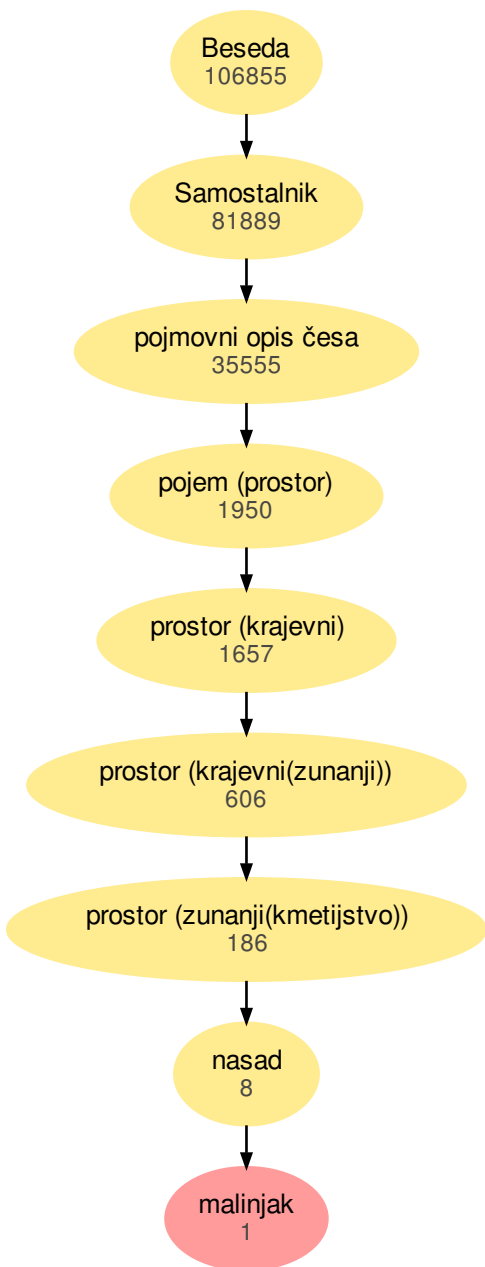 Beseda
106855
Samostalnik
81889
pojmovni opis česa
35555
pojem (prostor)
1950
prostor (krajevni)
1657
prostor (krajevni(zunanji))
606
prostor (zunanji(kmetijstvo))
186
nasad
8
malinjak
1